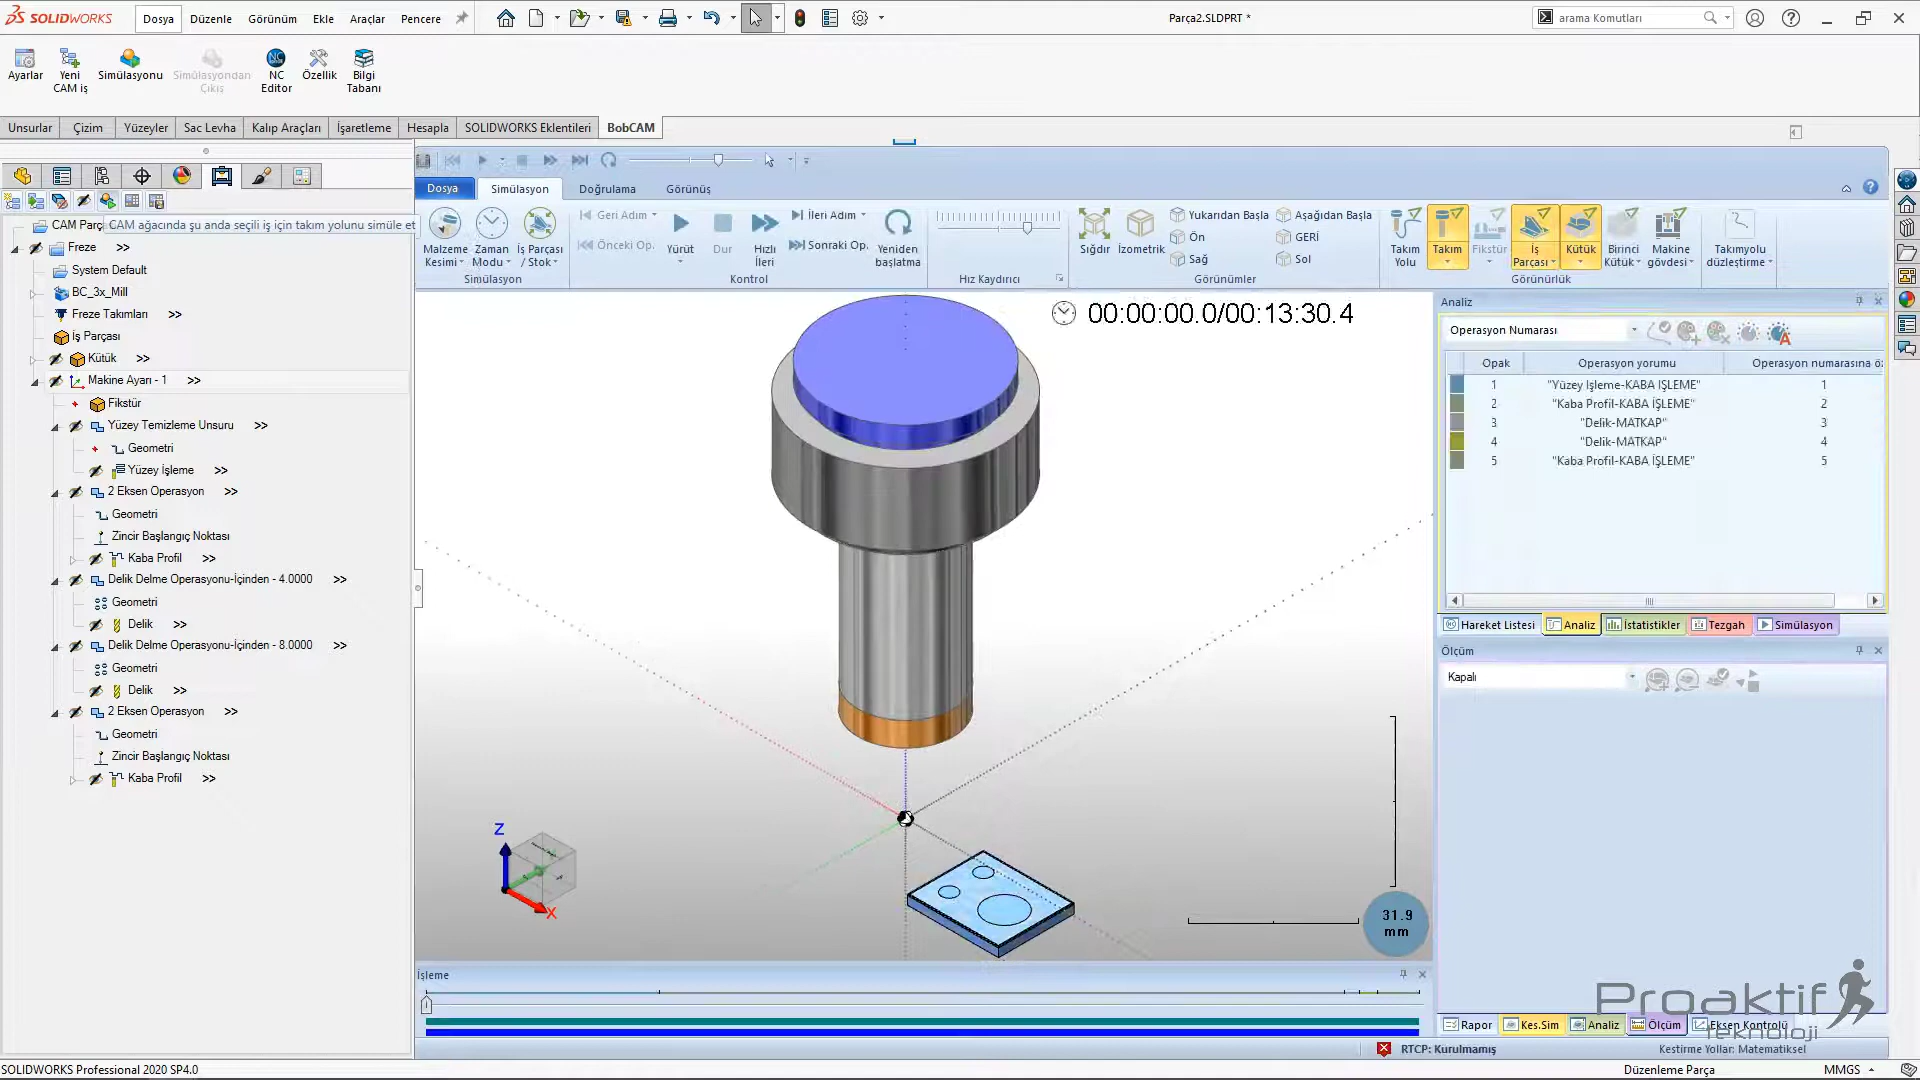 SOLIDWORKS Dosya Düzenle Görünüm Ekle Araçlar Pencere
Parça2.SLDPRT *
arama Komutları
Ayarlar
Yeni CAM iş
Simülasyonu
Simülasyondan Çıkış
NC Editor
Özellik
Bilgi Tabanı
Unsurlar Çizim Yüzeyler Sac Levha Kalıp Araçları İşaretleme Hesapla SOLIDWORKS Eklentileri BobCAM
CAM Parç
CAM ağacında şu anda seçili iş için takım yolunu simüle et
Freze >>
System Default
BC_3x_Mill
Freze Takımları >>
İş Parçası
Kütük >>
Makine Ayarı - 1 >>
Fikstür
Yüzey Temizleme Unsuru >>
Geometri
Yüzey İşleme >>
2 Eksen Operasyon >>
Geometri
Zincir Başlangıç Noktası
Kaba Profil >>
Delik Delme Operasyonu-İçinden - 4.0000 >>
Geometri
Delik >>
Delik Delme Operasyonu-İçinden - 8.0000 >>
Geometri
Delik >>
2 Eksen Operasyon >>
Geometri
Zincir Başlangıç Noktası
Kaba Profil >>
Dosya Simülasyon Doğrulama Görünüş
Malzeme Kesimi
Zaman Modu
İş Parçası / Stok
Simülasyon
Geri Adım
Önceki Op.
Yürüt
Dur
Hızlı İleri
İleri Adım
Sonraki Op.
Yeniden başlatma
Kontrol
Hız Kaydırıcı
Sığdır
İzometrik
Yukarıdan Başla
Ön
Sağ
Aşağıdan Başla
GERİ
Sol
Görünümler
Takım Yolu
Takım
Fikstür
İş Parçası
Kütük
Birinci Kütük
Makine gövdesi
Görünürlük
Takımyolu düzleştirme
00:00:00.0/00:13:30.4
Z
X
31.9
mm
Analiz
Operasyon Numarası
Opak Operasyon yorumu Operasyon numarasına öz
1 "Yüzey İşleme-KABA İŞLEME" 1
2 "Kaba Profil-KABA İŞLEME" 2
3 "Delik-MATKAP" 3
4 "Delik-MATKAP" 4
5 "Kaba Profil-KABA İŞLEME" 5
Hareket Listesi Analiz İstatistikler Tezgah Simülasyon
Ölçüm
Kapalı
Proaktif
Teknoloji
Rapor Kes.Sim Analiz Ölçüm Eksen Kontrolü
İşleme
RTCP: Kurulmamış
Kestirme Yollar: Matematiksel
SOLIDWORKS Professional 2020 SP4.0
Düzenleme Parça
MMGS